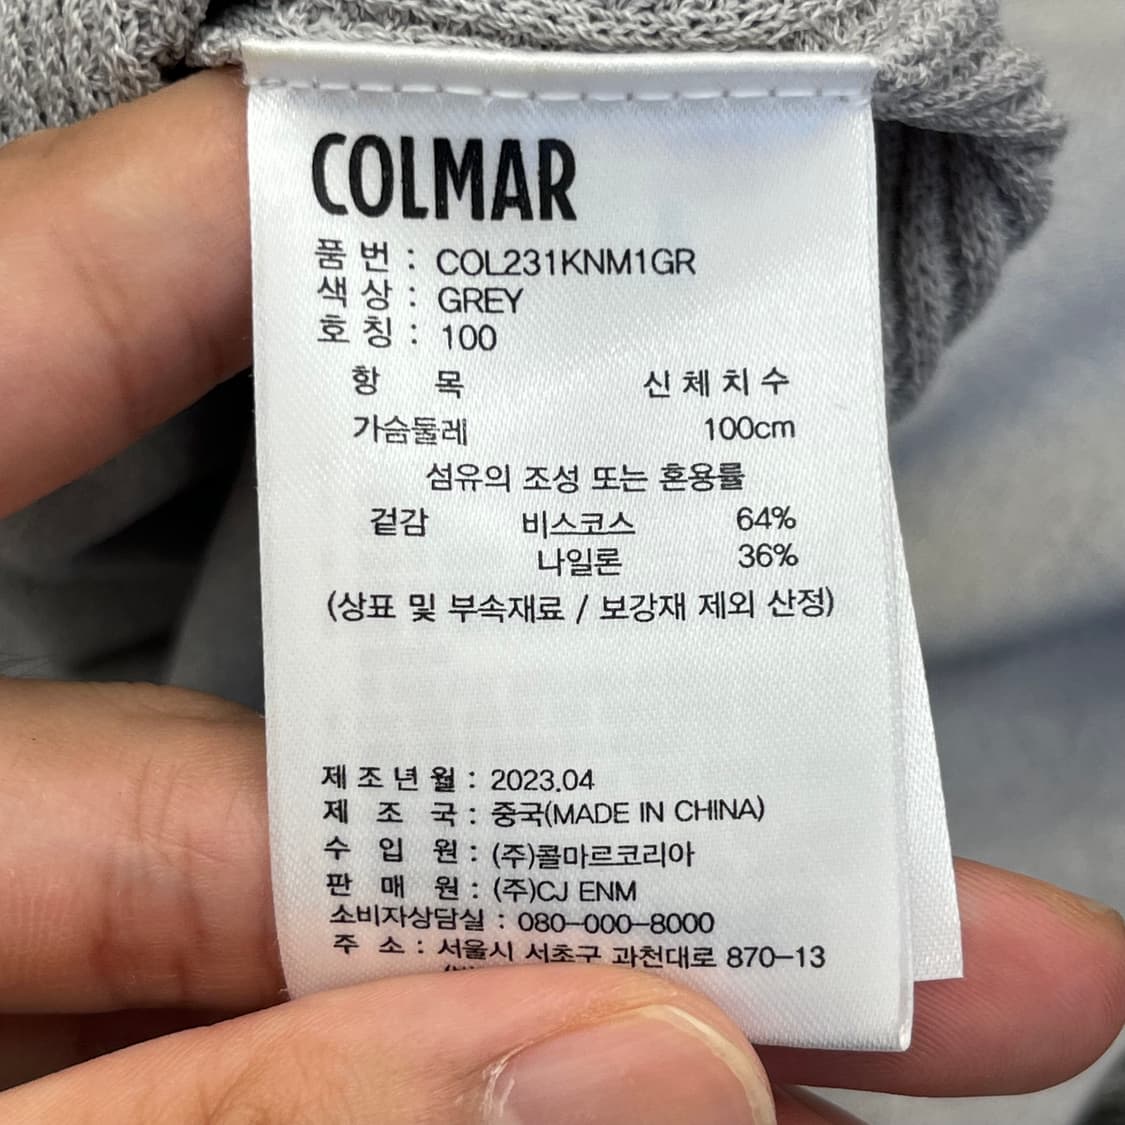 COLMAR
품 번 : COL231KNM1GR
색 상 : GREY
호 칭 : 100
항 목 신체치수
가슴둘레 100cm
섬유의 조성 또는 혼용률
겉감 비스코스 64%
나일론 36%
(상표 및 부속재료 / 보강재 제외 산정)
제조년월 : 2023.04
제 조 국 : 중국(MADE IN CHINA)
수 입 원 : (주)콜마르코리아
판 매 원 : (주)CJ ENM
소비자상담실 : 080-000-8000
주 소 : 서울시 서초구 과천대로 870-13